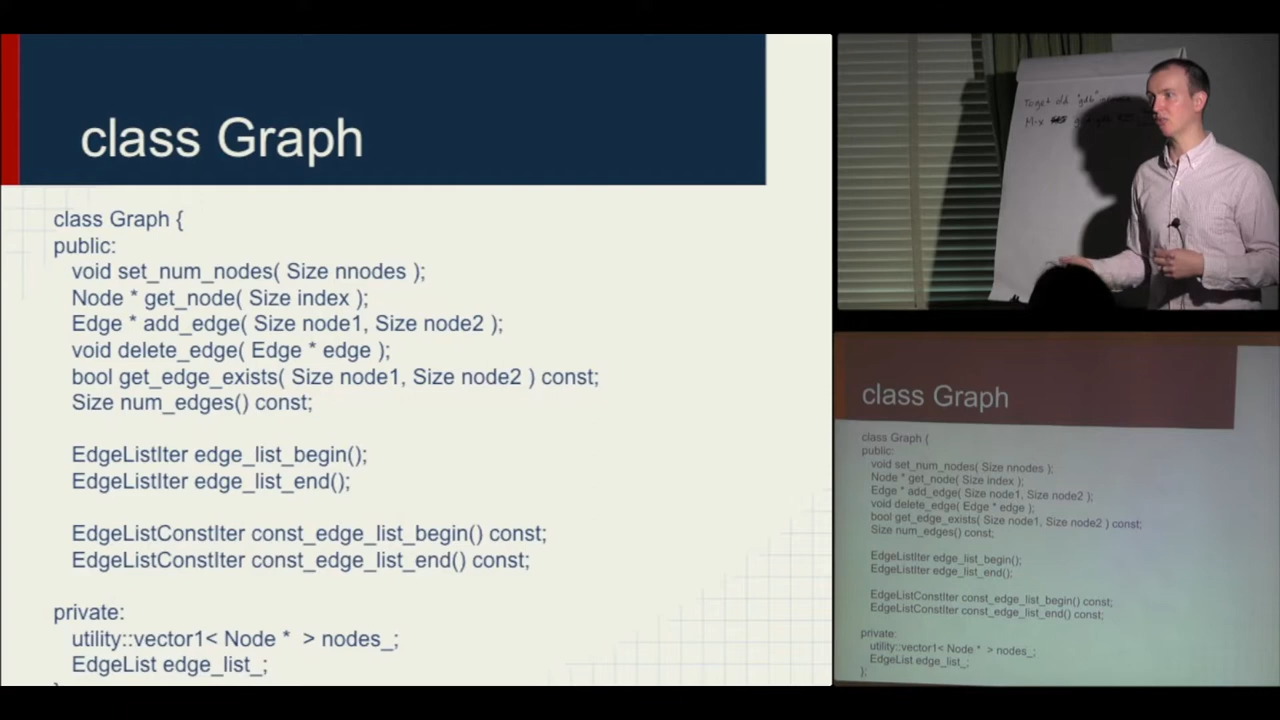 class Graph
class Graph {
public:
void set_num_nodes( Size nnodes );
Node * get_node( Size index );
Edge * add_edge( Size node1, Size node2 );
void delete_edge( Edge * edge );
bool get_edge_exists( Size node1, Size node2 ) const;
Size num_edges() const;
EdgeListIter edge_list_begin();
EdgeListIter edge_list_end();
EdgeListConstIter const_edge_list_begin() const;
EdgeListConstIter const_edge_list_end() const;
private:
utility::vector1< Node * > nodes_;
EdgeList edge_list_;
To get old "gdb"
M-x
class Graph
class Graph {
public:
void set_num_nodes( Size nnodes );
Node * get_node( Size index );
Edge * add_edge( Size node1, Size node2 );
void delete_edge( Edge * edge );
bool get_edge_exists( Size node1, Size node2 ) const;
Size num_edges() const;
EdgeListIter edge_list_begin();
EdgeListIter edge_list_end();
EdgeListConstIter const_edge_list_begin() const;
EdgeListConstIter const_edge_list_end() const;
private:
utility::vector1< Node * > nodes_;
EdgeList edge_list_;
};